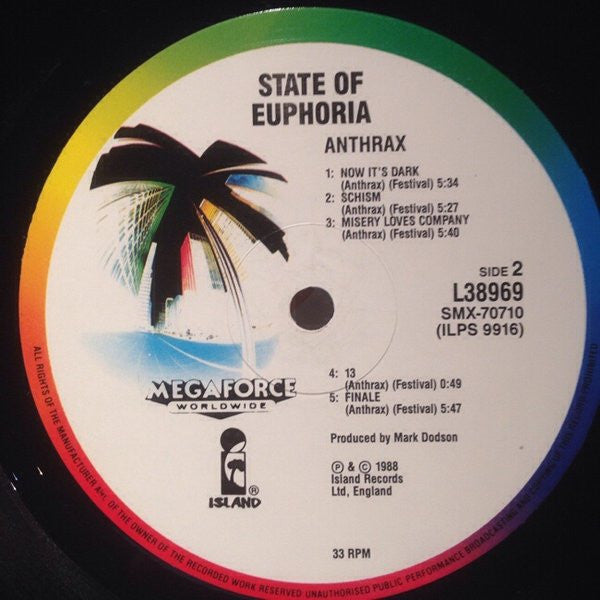 STATE OF
EUPHORIA
ANTHRAX
1: NOW IT'S DARK
(Anthrax) (Festival) 5:34
2: SCHISM
(Anthrax) (Festival) 5:27
3: MISERY LOVES COMPANY
(Anthrax) (Festival) 5:40
SIDE 2
L38969
SMX-70710
(ILPS 9916)
MEGAFORCE
WORLDWIDE
4: 13
(Anthrax) (Festival) 0:49
5: FINALE
(Anthrax) (Festival) 5:47
Produced by Mark Dodson
℗ & © 1988
Island Records
Ltd, England
i
®
ISLAND
33 RPM
ALL RIGHTS OF THE MANUFACTURER AND OF THE OWNER OF THE RECORDED WORK RESERVED UNAUTHORISED PUBLIC PERFORMANCE BROADCASTING AND COPYING OF THIS RECORD PROHIBITED